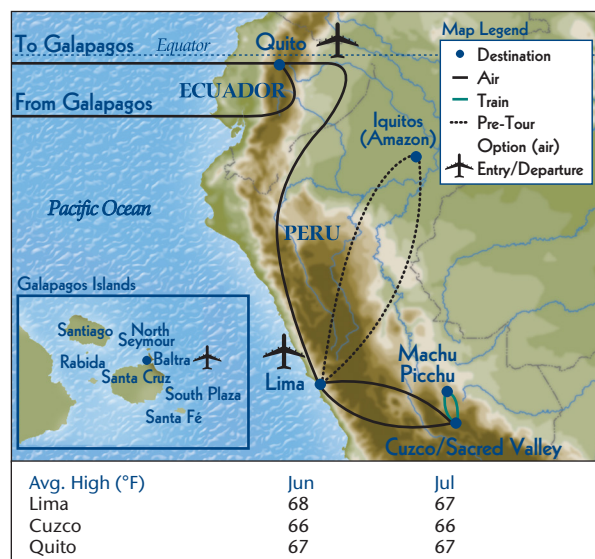 To Galapagos
Equator
Quito
From Galapagos
ECUADOR
Map Legend
Destination
Air
Train
Pre-Tour
Option (air)
Entry/Departure
Iquitos
(Amazon)
Pacific Ocean
PERU
Galapagos Islands
Santiago
North
Seymour
Baltra
Rabida
Santa Cruz
South Plaza
Santa Fé
Lima
Machu
Picchu
Cuzco/Sacred Valley
Avg. High (°F) Jun Jul
Lima 68 67
Cuzco 66 66
Quito 67 67